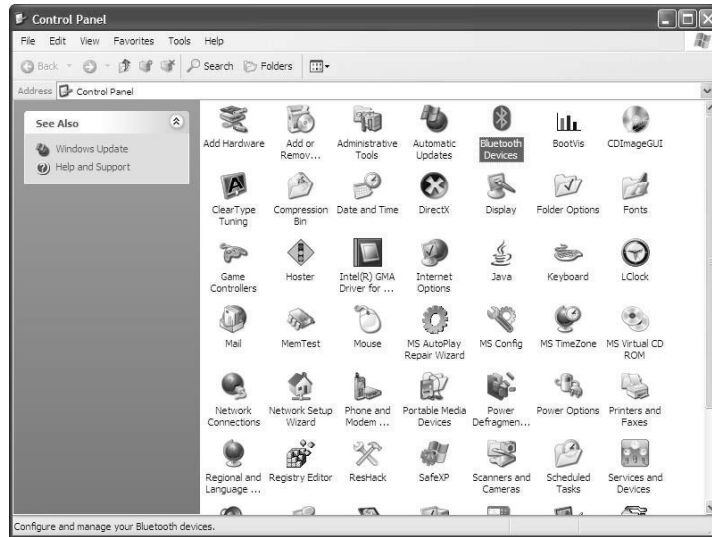 Control Panel
File Edit View Favorites Tools Help
Back Search Folders
Address Control Panel
See Also
Windows Update
Help and Support
Add Hardware
Add or
Remov...
Administrative
Tools
Automatic
Updates
Bluetooth
Devices
BootVis
CDImageGUI
ClearType
Tuning
Compression
Bin
Date and Time
DirectX
Display
Folder Options
Fonts
Game
Controllers
Hoster
Intel(R) GMA
Driver for ...
Internet
Options
Java
Keyboard
LClock
Mail
MemTest
Mouse
MS AutoPlay
Repair Wizard
MS Config
MS TimeZone
MS Virtual CD
ROM
Network
Connections
Network Setup
Wizard
Phone and
Modem ...
Portable Media
Devices
Power
Defragmen...
Power Options
Printers and
Faxes
Regional and
Language ...
Registry Editor
ResHack
SafeXP
Scanners and
Cameras
Scheduled
Tasks
Services and
Devices
Configure and manage your Bluetooth devices.